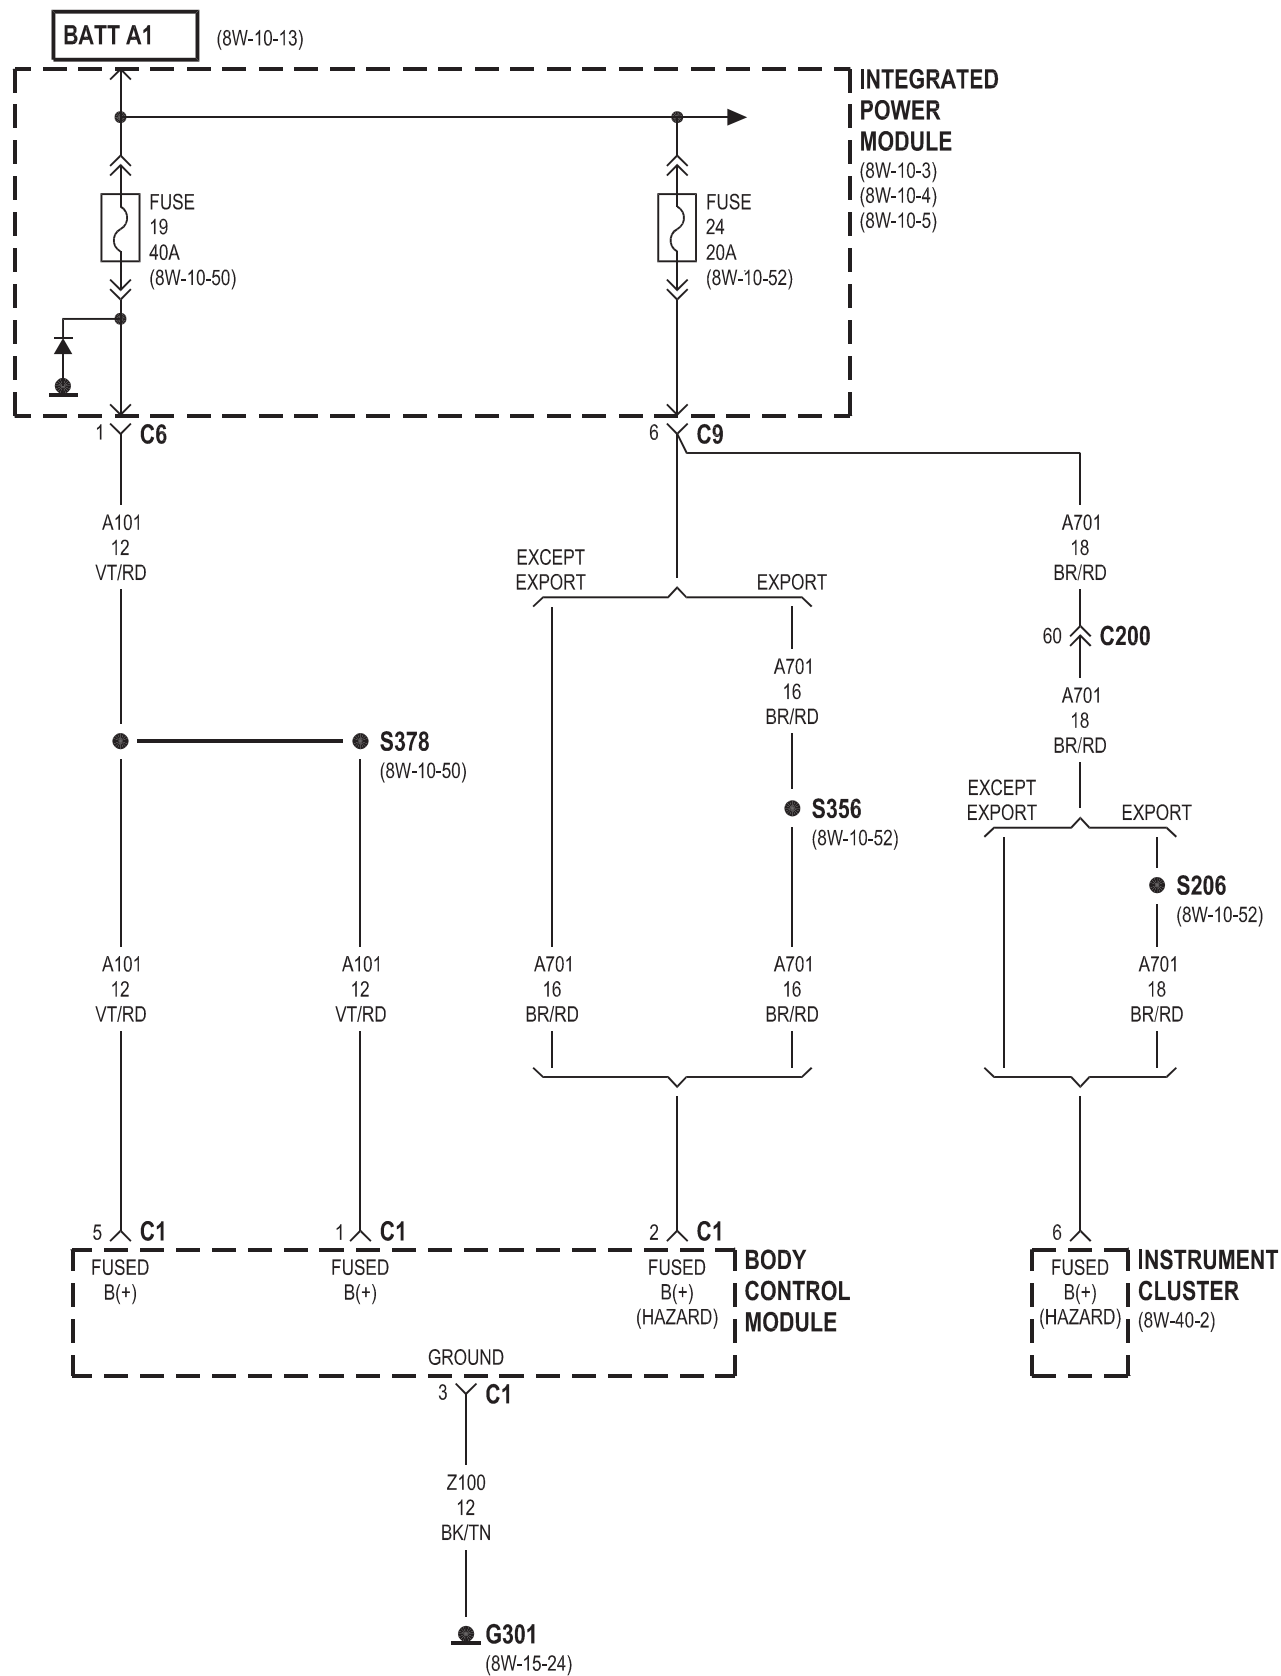 BATT A1
(8W-10-13)
INTEGRATED
POWER
MODULE
(8W-10-3)
(8W-10-4)
(8W-10-5)
FUSE
19
40A
(8W-10-50)
FUSE
24
20A
(8W-10-52)
1
C6
6
C9
A101
12
VT/RD
EXCEPT
EXPORT
EXPORT
A701
18
BR/RD
60
C200
A701
16
BR/RD
A701
18
BR/RD
S378
(8W-10-50)
S356
(8W-10-52)
EXCEPT
EXPORT
EXPORT
S206
(8W-10-52)
A101
12
VT/RD
A101
12
VT/RD
A701
16
BR/RD
A701
16
BR/RD
A701
18
BR/RD
5
C1
1
C1
2
C1
6
FUSED
B(+)
FUSED
B(+)
FUSED
B(+)
(HAZARD)
BODY
CONTROL
MODULE
FUSED
B(+)
(HAZARD)
INSTRUMENT
CLUSTER
(8W-40-2)
GROUND
3
C1
Z100
12
BK/TN
G301
(8W-15-24)